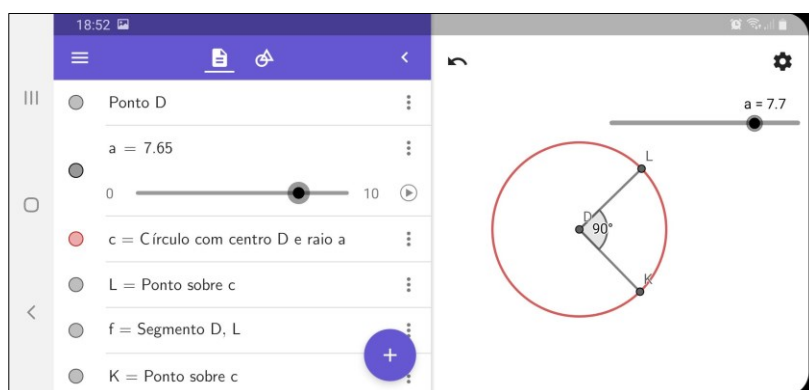 18:52
Ponto D
a = 7.65
0
10
c = Círculo com centro D e raio a
L = Ponto sobre c
f = Segmento D, L
K = Ponto sobre c
a = 7.7
L
D
90°
K